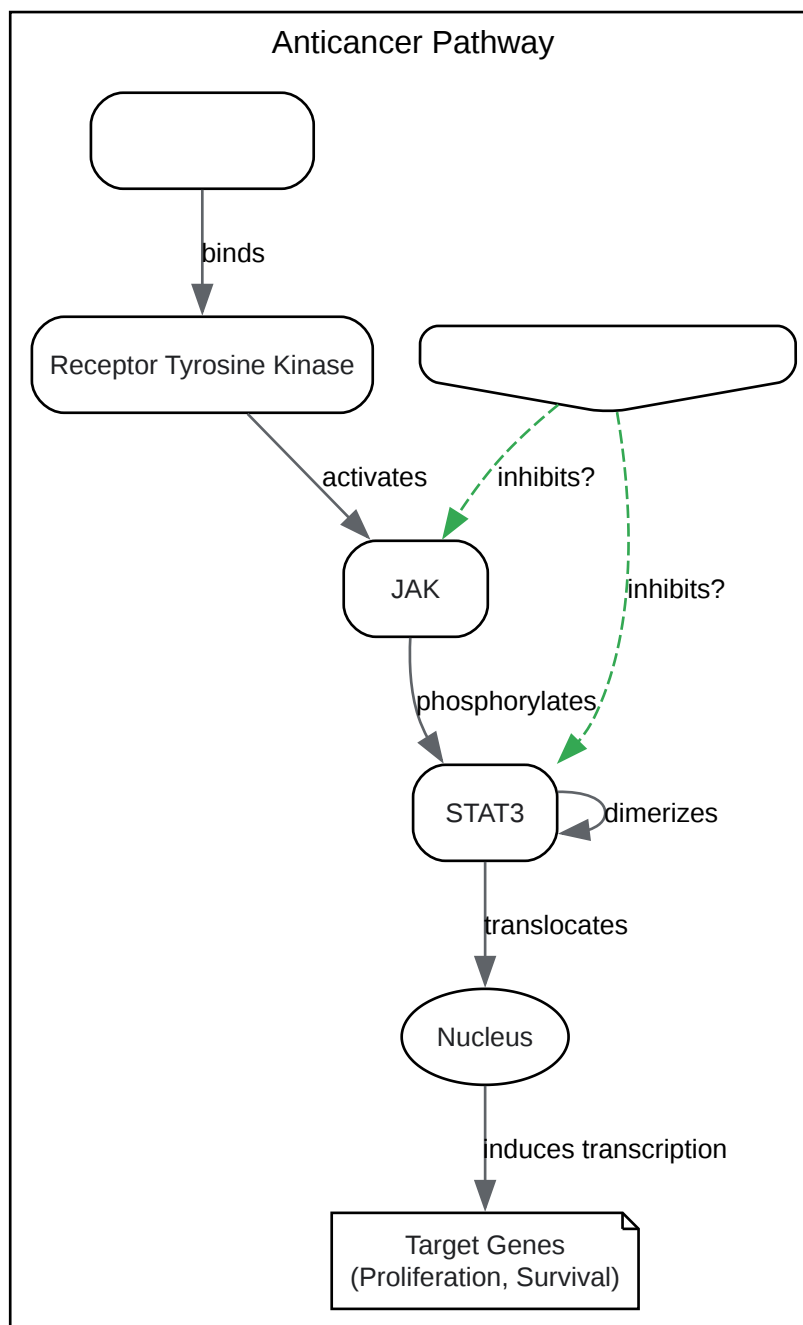 Anticancer Pathway
binds
Receptor Tyrosine Kinase
activates
inhibits?
JAK
inhibits?
phosphorylates
STAT3
dimerizes
translocates
Nucleus
induces transcription
Target Genes
(Proliferation, Survival)